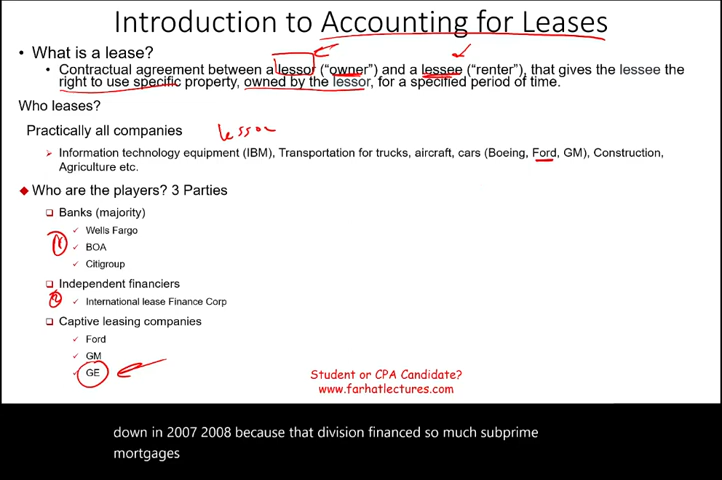 Introduction to Accounting for Leases
• What is a lease?
• Contractual agreement between a lessor ("owner") and a lessee ("renter"), that gives the lessee the
right to use specific property, owned by the lessor, for a specified period of time.
Who leases?
Practically all companies
lessor
Information technology equipment (IBM), Transportation for trucks, aircraft, cars (Boeing, Ford, GM), Construction,
Agriculture etc.
Who are the players? 3 Parties
Banks (majority)
Wells Fargo
BOA
Citigroup
Independent financiers
International lease Finance Corp
Captive leasing companies
Ford
GM
GE
Student or CPA Candidate?
www.farhatlectures.com
down in 2007 2008 because that division financed so much subprime
mortgages